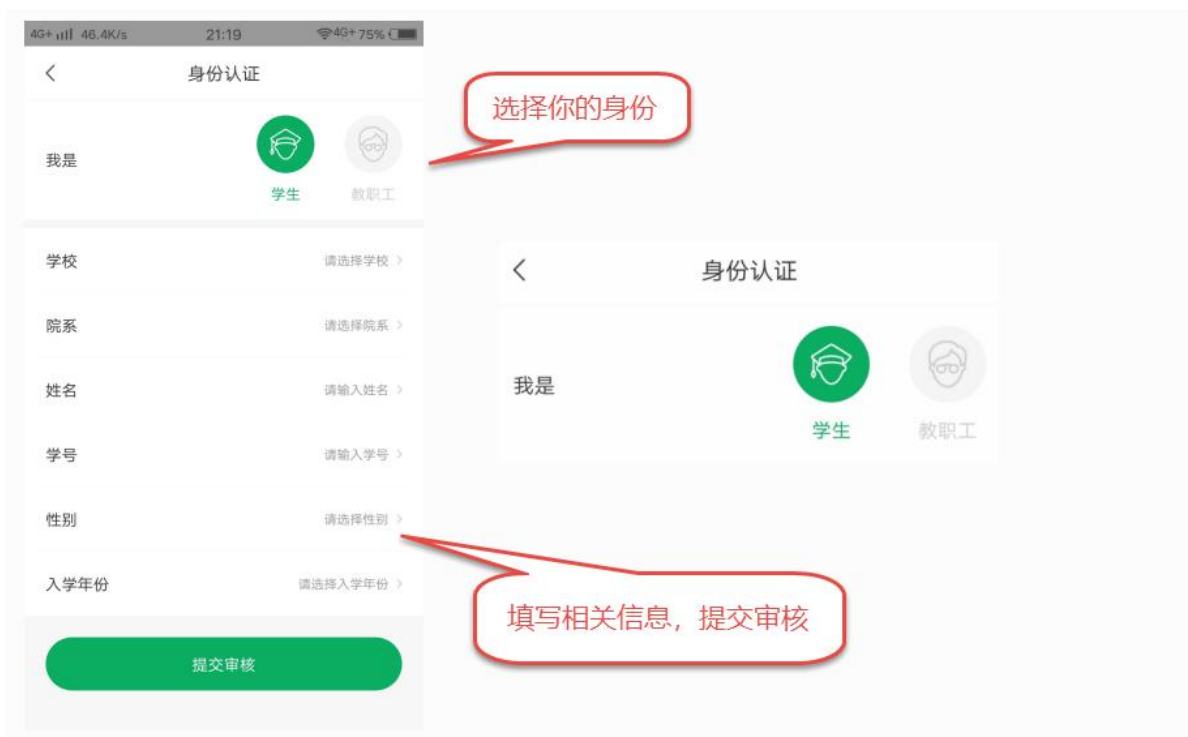 4G+ 46.4K/s 21:19 4G+ 75%
身份认证
我是
学生 教职工
学校 请选择学校
院系 请选择院系
姓名 请输入姓名
学号 请输入学号
性别 请选择性别
入学年份 请选择入学年份
提交审核
选择你的身份
身份认证
我是
学生 教职工
填写相关信息，提交审核